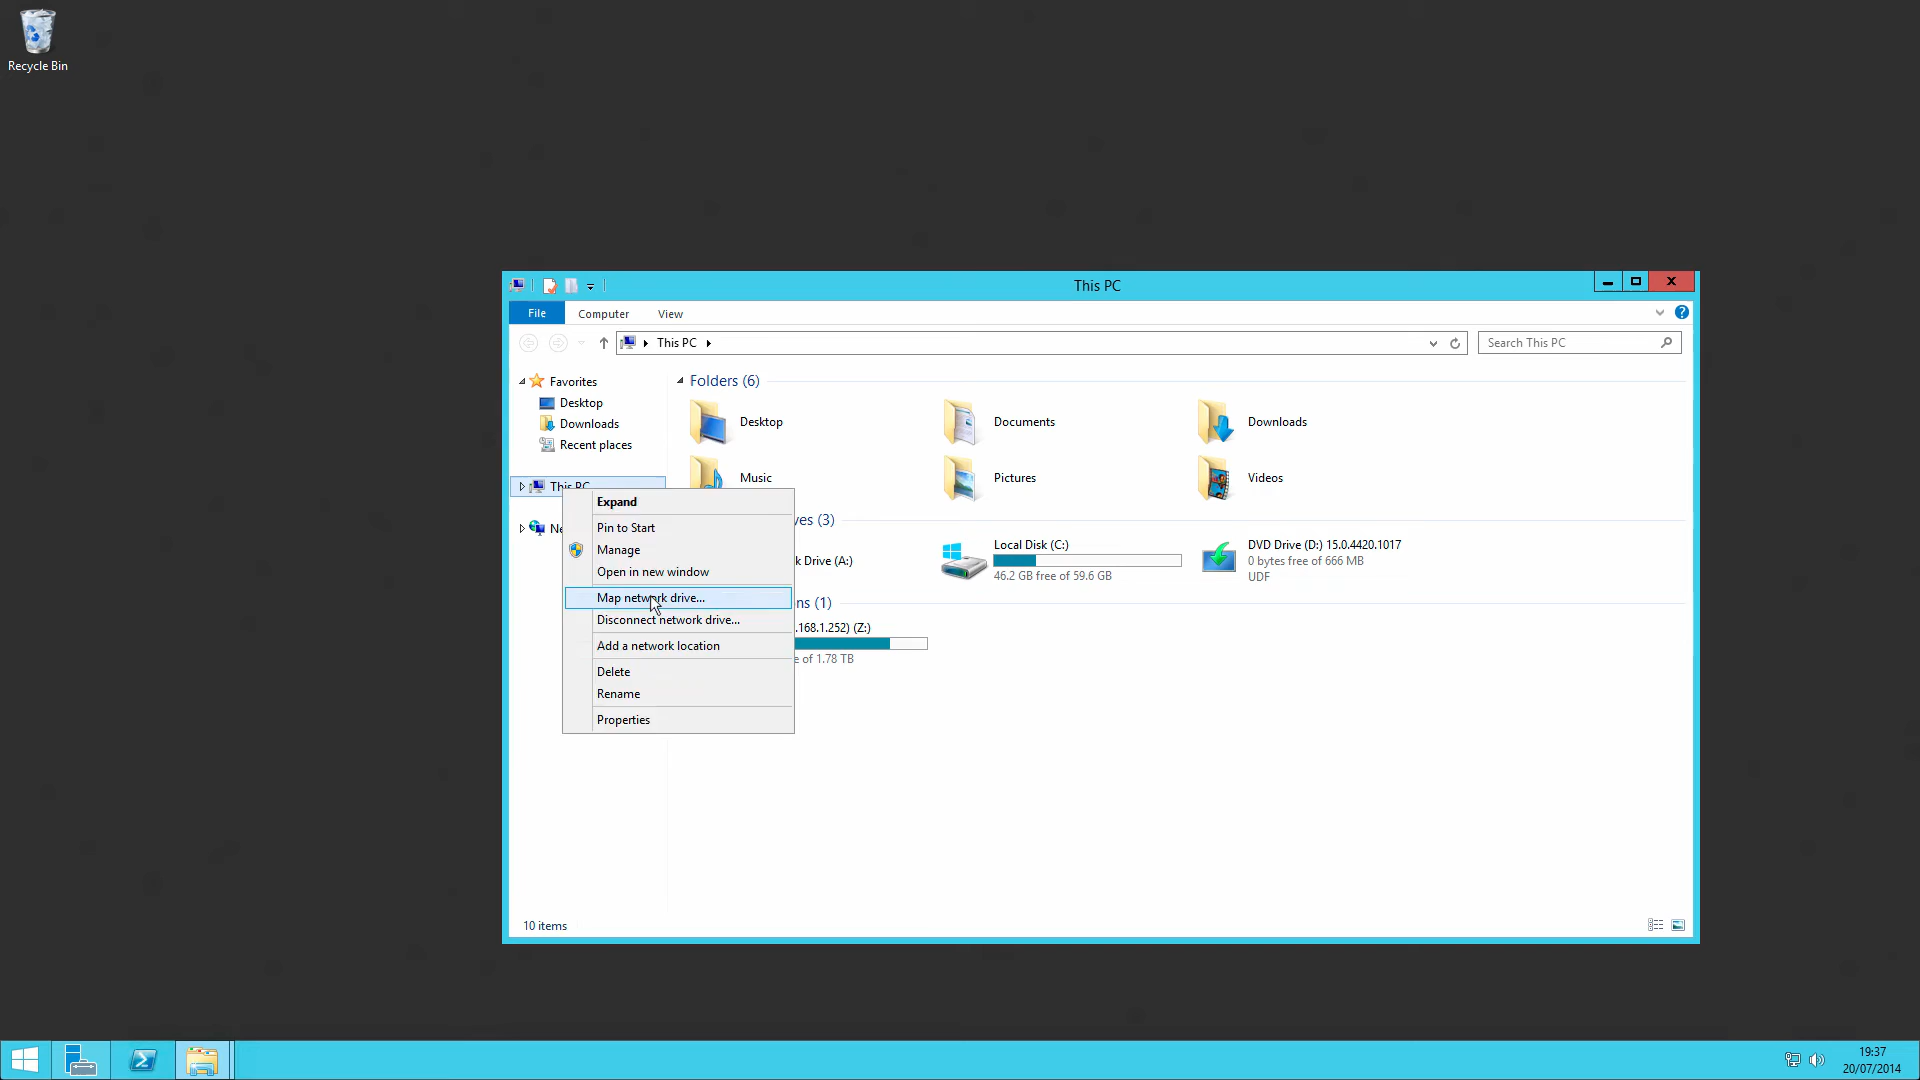 Recycle Bin
This PC
File
Computer
View
This PC
Search This PC
Favorites
Desktop
Downloads
Recent places
This PC
Folders (6)
Desktop
Documents
Downloads
Music
Pictures
Videos
Expand
Pin to Start
Manage
Open in new window
Map network drive...
Disconnect network drive...
Add a network location
Delete
Rename
Properties
(3)
Drive (A:)
Local Disk (C:)
46.2 GB free of 59.6 GB
DVD Drive (D:) 15.0.4420.1017
0 bytes free of 666 MB
UDF
(1)
.168.1.252) (Z:)
of 1.78 TB
10 items
19:37
20/07/2014